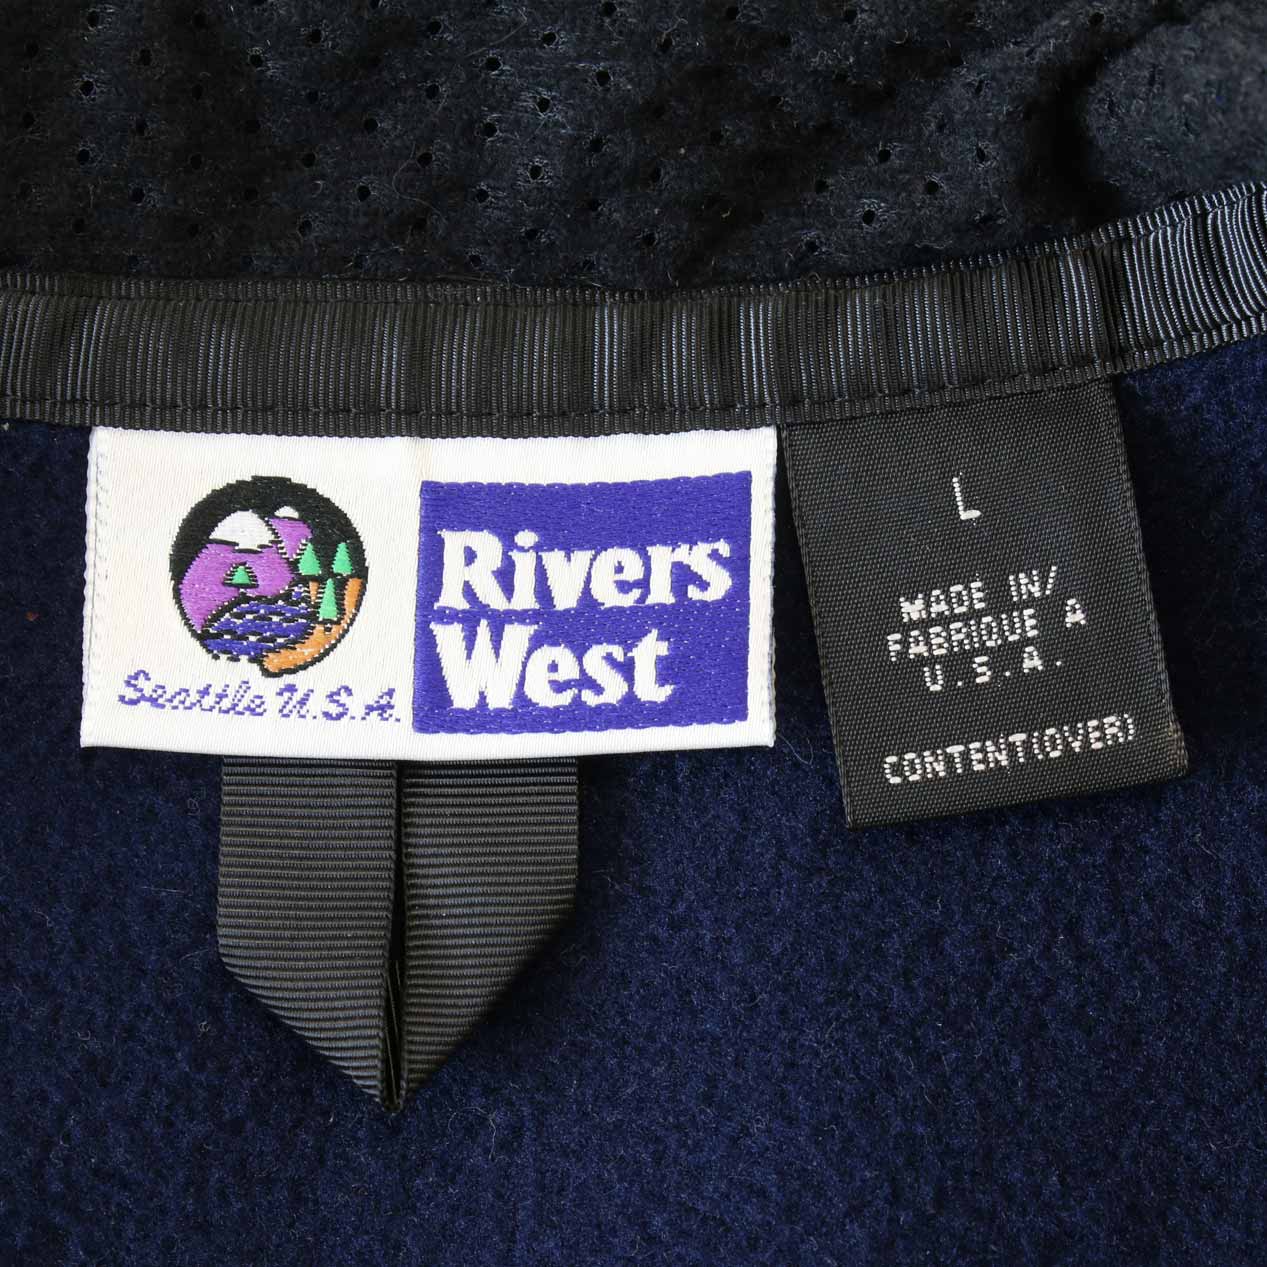 Rivers
West
Seattle U.S.A.
L
MADE IN/
FABRIQUE A
U.S.A.
CONTENT(OVER)